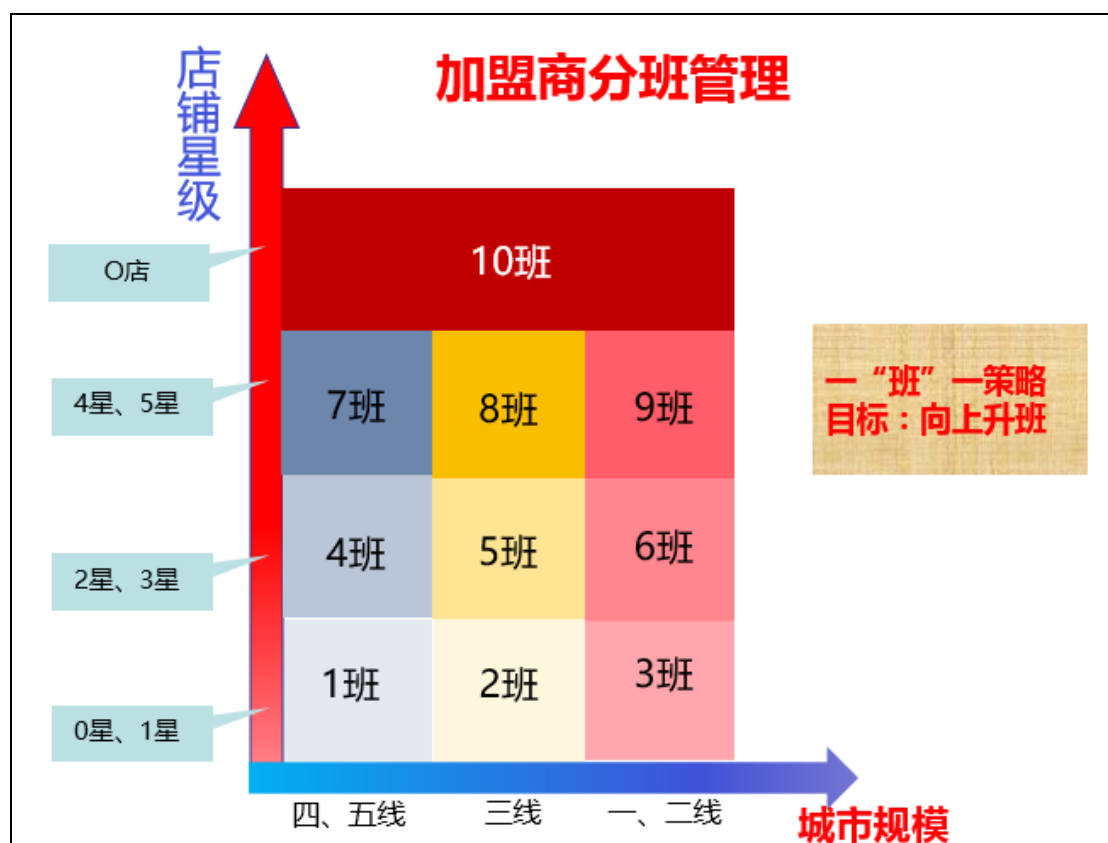 加盟商分班管理
店铺星级
O店
10班
4星、5星
7班
8班
9班
一“班”一策略
目标：向上升班
2星、3星
4班
5班
6班
0星、1星
1班
2班
3班
四、五线
三线
一、二线
城市规模